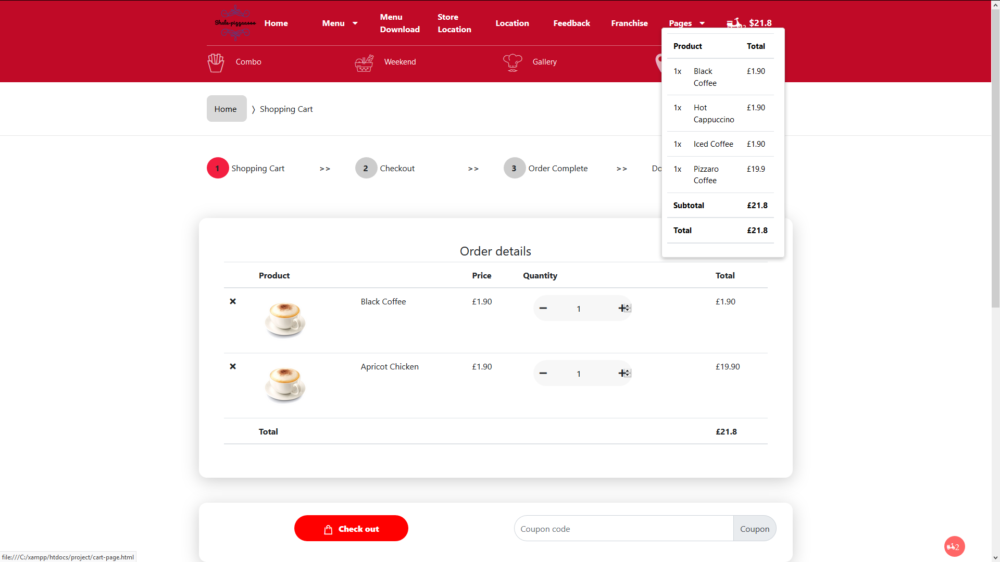 Shala-pizzaaass
Home
Menu
Menu
Download
Store
Location
Location
Feedback
Franchise
Pages
$21.8
Combo
Weekend
Gallery
Product Total
1x Black £1.90
Coffee
1x Hot £1.90
Cappuccino
1x Iced Coffee £1.90
1x Pizzaro £19.9
Coffee
Subtotal £21.8
Total £21.8
Home 〉 Shopping Cart
1 Shopping Cart >> 2 Checkout >> 3 Order Complete >> Do
Order details
Product Price Quantity Total
Black Coffee £1.90 1 £1.90
Apricot Chicken £1.90 1 £19.90
Total £21.8
Check out
Coupon code Coupon
2
file:///C:/xampp/htdocs/project/cart-page.html